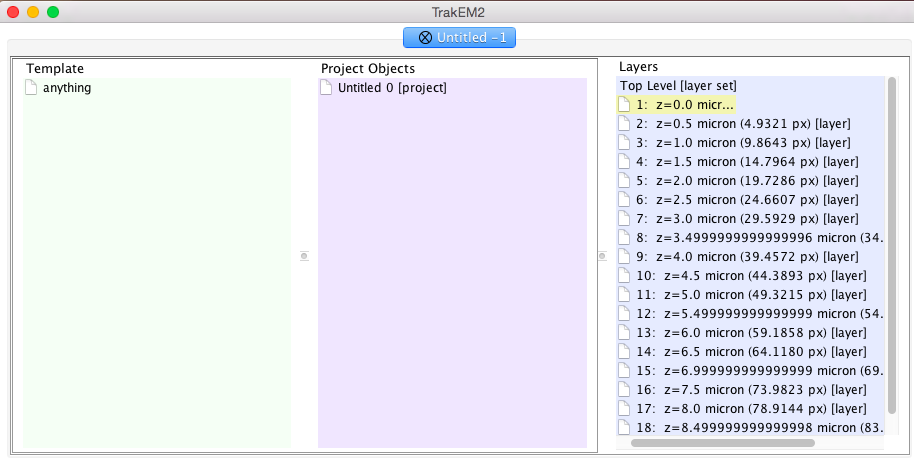 TrakEM2
Untitled -1
Template
anything
Project Objects
Untitled 0 [project]
Layers
Top Level [layer set]
1: z=0.0 micr...
2: z=0.5 micron (4.9321 px) [layer]
3: z=1.0 micron (9.8643 px) [layer]
4: z=1.5 micron (14.7964 px) [layer]
5: z=2.0 micron (19.7286 px) [layer]
6: z=2.5 micron (24.6607 px) [layer]
7: z=3.0 micron (29.5929 px) [layer]
8: z=3.4999999999999996 micron (34.
9: z=4.0 micron (39.4572 px) [layer]
10: z=4.5 micron (44.3893 px) [layer]
11: z=5.0 micron (49.3215 px) [layer]
12: z=5.499999999999999 micron (54.
13: z=6.0 micron (59.1858 px) [layer]
14: z=6.5 micron (64.1180 px) [layer]
15: z=6.999999999999999 micron (69.
16: z=7.5 micron (73.9823 px) [layer]
17: z=8.0 micron (78.9144 px) [layer]
18: z=8.499999999999998 micron (83.